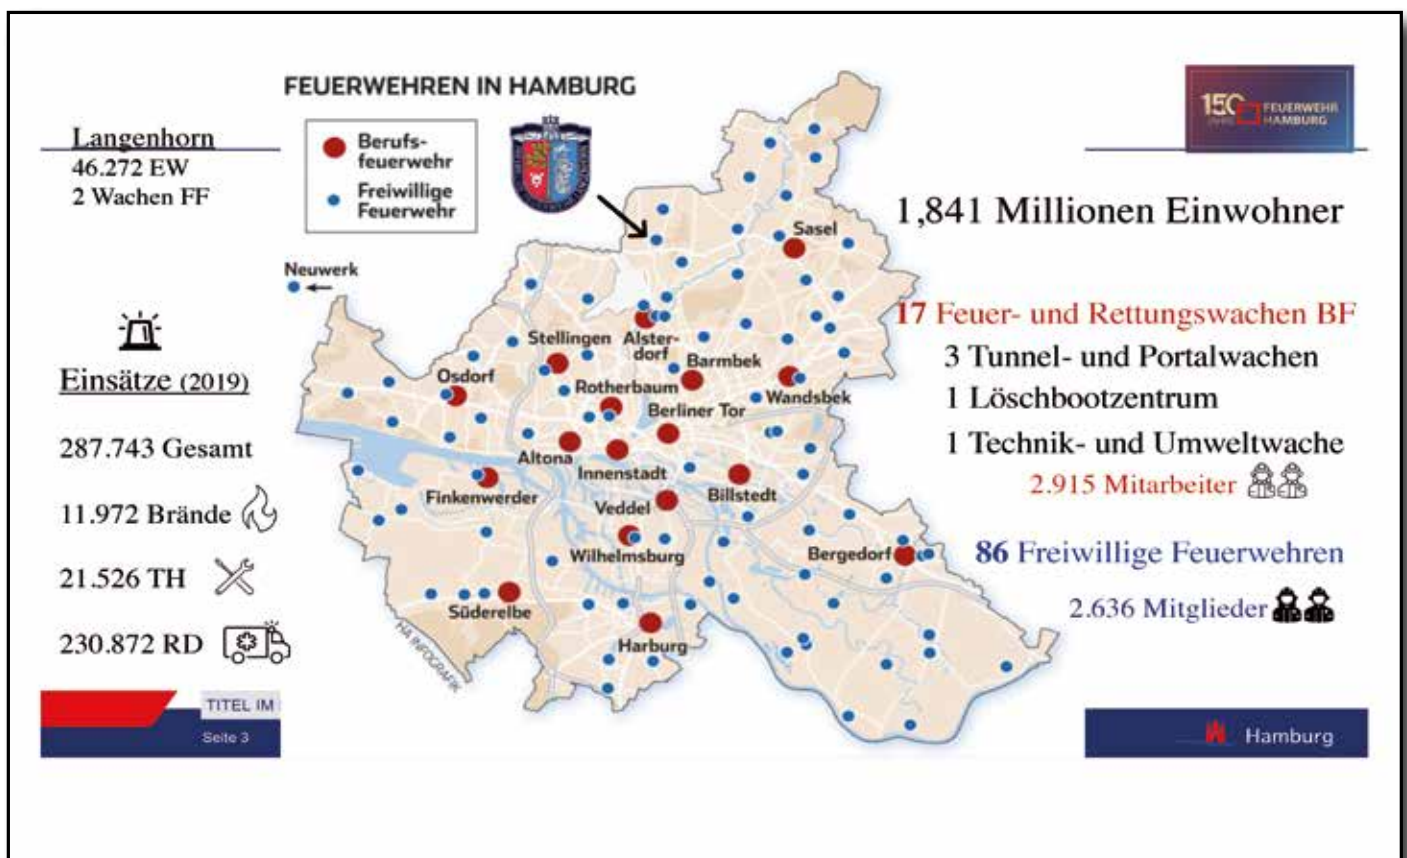 FEUERWEHREN IN HAMBURG
Langenhorn
46.272 EW
2 Wachen FF
Berufs-
feuerwehr
Freiwillige
Feuerwehr
150
FEUERWEHR
HAMBURG
1,841 Millionen Einwohner
Neuwerk
Einsätze (2019)
287.743 Gesamt
11.972 Brände
21.526 TH
230.872 RD
Sasel
Stellingen
Alster-
dorf
Barmbek
Osdorf
Rotherbaum
Wandsbek
Berliner Tor
Altona
Innenstadt
Finkenwerder
Billstedt
Veddel
Wilhelmsburg
Bergedorf
Süderelbe
Harburg
HA INFOGRAFIK
17 Feuer- und Rettungswachen BF
3 Tunnel- und Portalwachen
1 Löschbootzentrum
1 Technik- und Umweltwache
2.915 Mitarbeiter
86 Freiwillige Feuerwehren
2.636 Mitglieder
TITEL IM
Seite 3
Hamburg